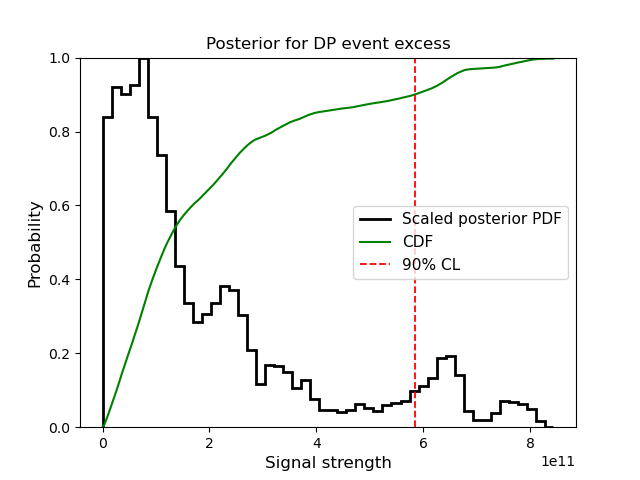 Posterior for DP event excess
1.0
0.8
0.6
0.4
0.2
0.0
Probability
Scaled posterior PDF
CDF
90% CL
0 2 4 6 8
1e11
Signal strength